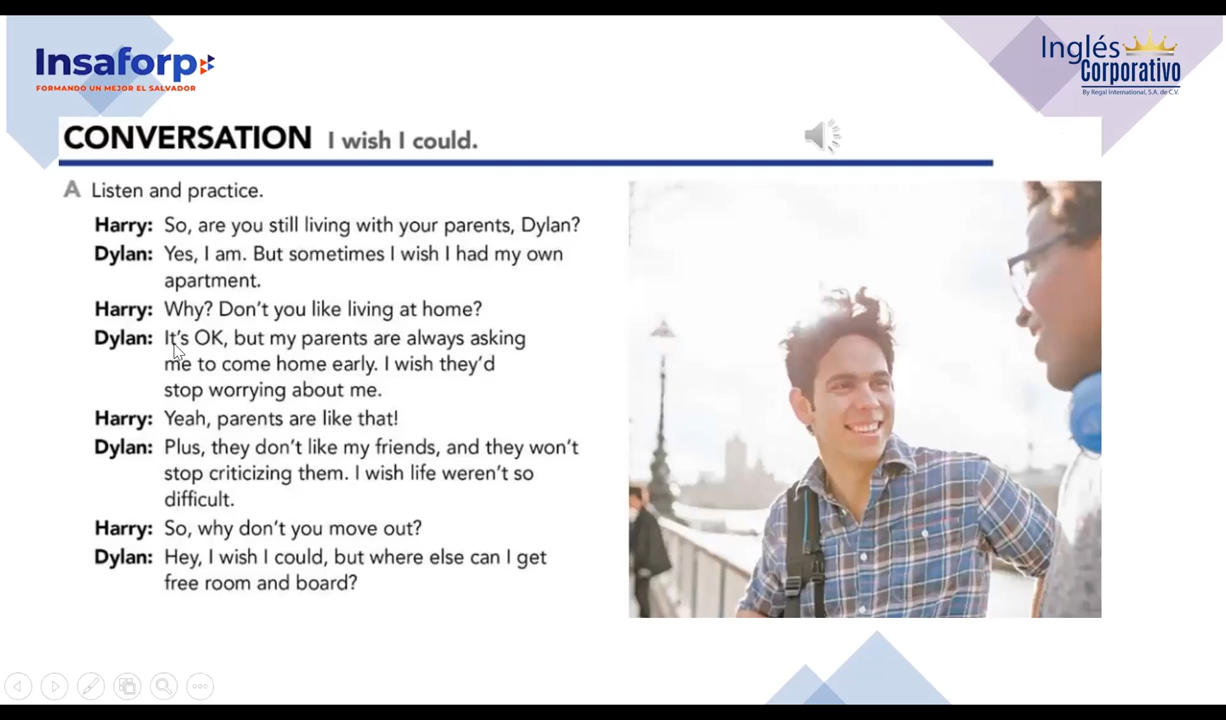 Insaforp
FORMANDO UN MEJOR EL SALVADOR
Inglés
Corporativo
By Regal International, S.A. de C.V.
CONVERSATION I wish I could.
A Listen and practice.
Harry: So, are you still living with your parents, Dylan?
Dylan: Yes, I am. But sometimes I wish I had my own
apartment.
Harry: Why? Don't you like living at home?
Dylan: It's OK, but my parents are always asking
me to come home early. I wish they'd
stop worrying about me.
Harry: Yeah, parents are like that!
Dylan: Plus, they don't like my friends, and they won't
stop criticizing them. I wish life weren't so
difficult.
Harry: So, why don't you move out?
Dylan: Hey, I wish I could, but where else can I get
free room and board?